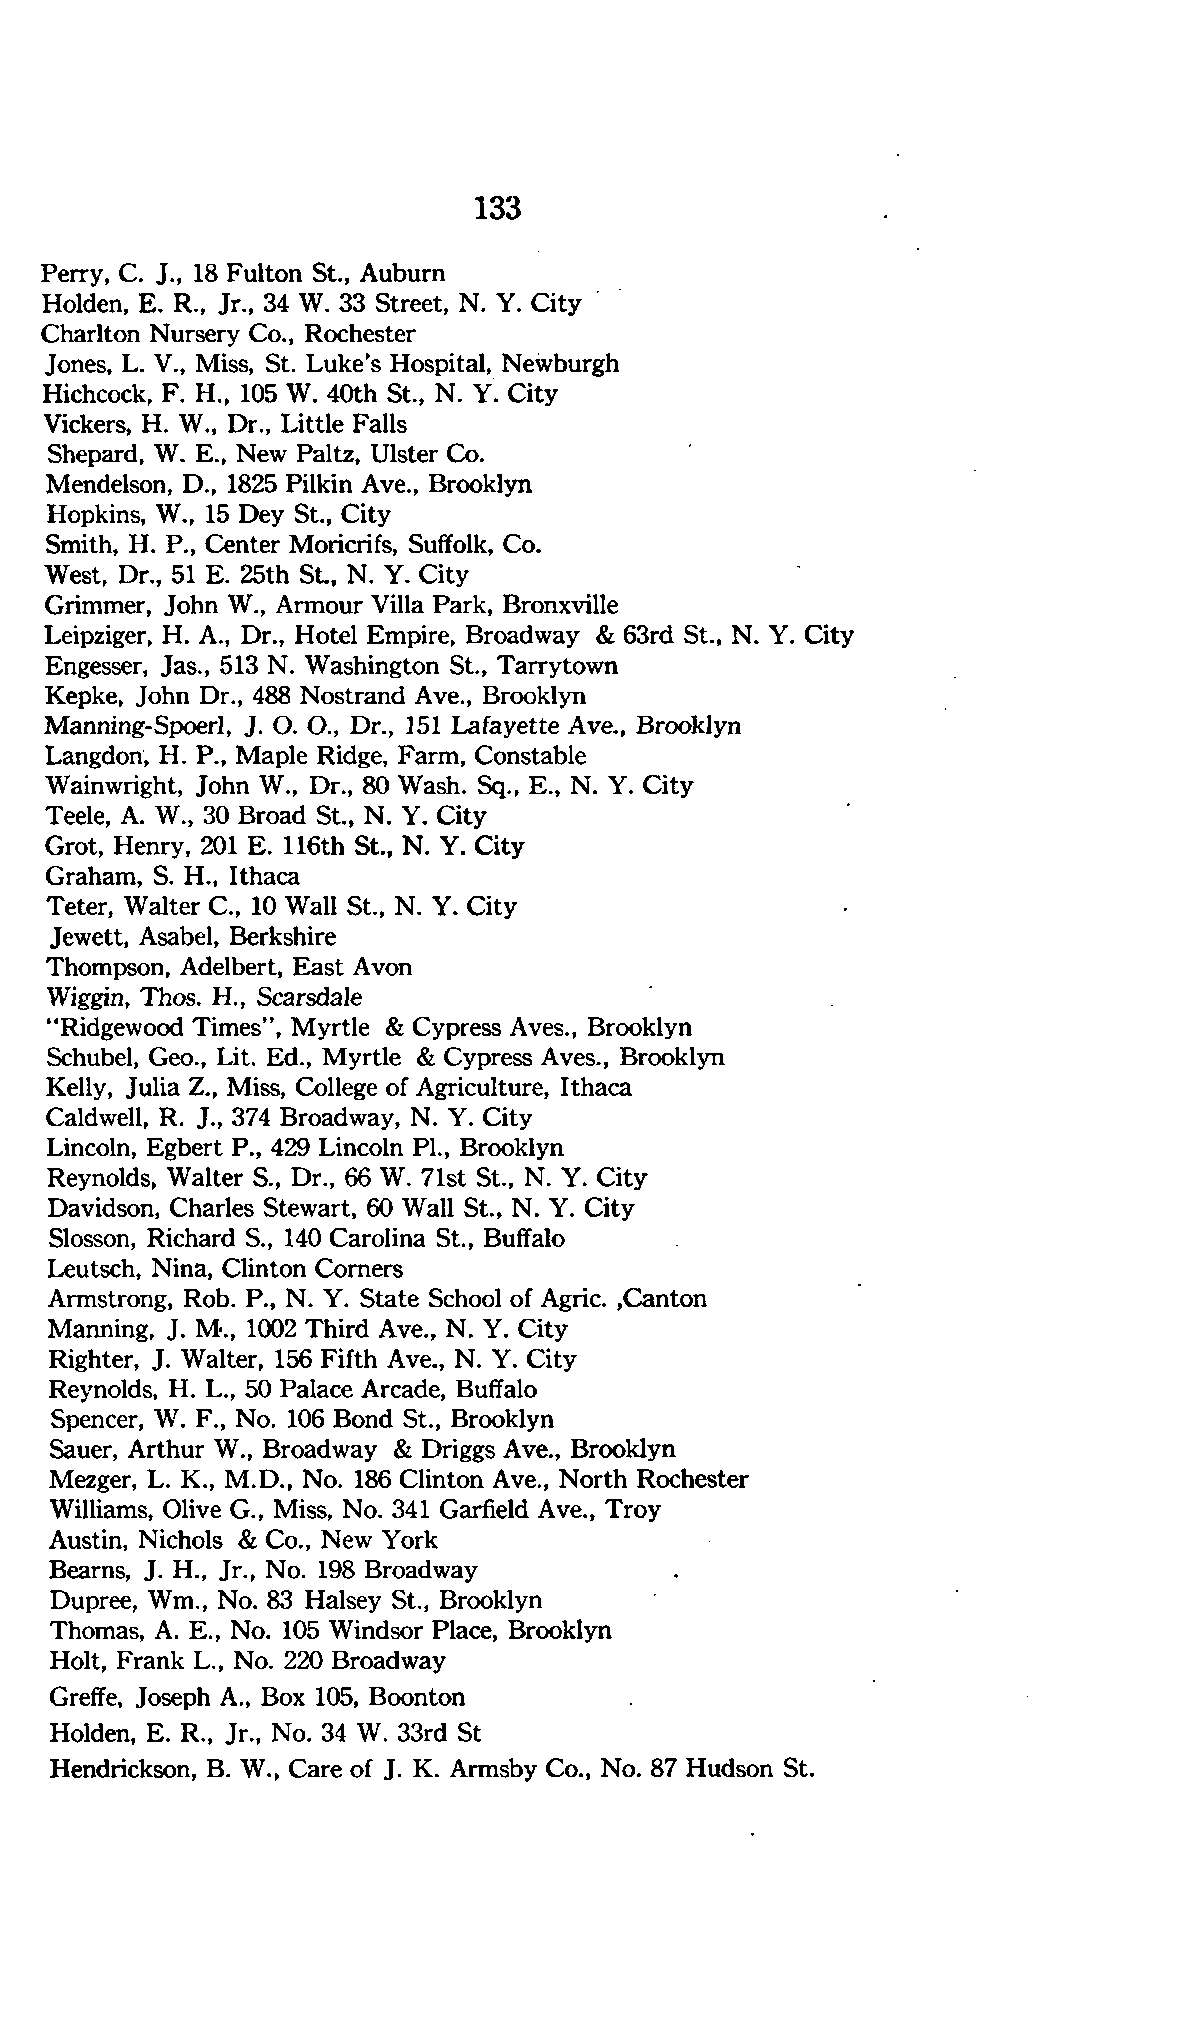 133
Perry, C. J., 18 Fulton St., Auburn
Holden, E. R., Jr., 34 W. 33 Street, N. Y. City
Charlton Nursery Co., Rochester
Jones, L. V., Miss, St. Luke's Hospital, Newburgh
Hichcock, F. H., 105 W. 40th St., N. Y. City
Vickers, H. W., Dr., Little Falls
Shepard, W. E., New Paltz, Ulster Co.
Mendelson, D., 1825 Pilkin Ave., Brooklyn
Hopkins, W., 15 Dey St., City
Smith, H. P., Center Moricrifs, Suffolk, Co.
West, Dr., 51 E. 25th St., N. Y. City
Grimmer, John W., Armour Villa Park, Bronxville
Leipziger, H. A., Dr., Hotel Empire, Broadway & 63rd St., N. Y. City
Engesser, Jas., 513 N. Washington St., Tarrytown
Kepke, John Dr., 488 Nostrand Ave., Brooklyn
Manning-Spoerl, J. O. O., Dr., 151 Lafayette Ave., Brooklyn
Langdon, H. P., Maple Ridge, Farm, Constable
Wainwright, John W., Dr., 80 Wash. Sq., E., N. Y. City
Teele, A. W., 30 Broad St., N. Y. City
Grot, Henry, 201 E. 116th St., N. Y. City
Graham, S. H., Ithaca
Teter, Walter C., 10 Wall St., N. Y. City
Jewett, Asabel, Berkshire
Thompson, Adelbert, East Avon
Wiggin, Thos. H., Scarsdale
"Ridgewood Times", Myrtle & Cypress Aves., Brooklyn
Schubel, Geo., Lit. Ed., Myrtle & Cypress Aves., Brooklyn
Kelly, Julia Z., Miss, College of Agriculture, Ithaca
Caldwell, R. J., 374 Broadway, N. Y. City
Lincoln, Egbert P., 429 Lincoln Pl., Brooklyn
Reynolds, Walter S., Dr., 66 W. 71st St., N. Y. City
Davidson, Charles Stewart, 60 Wall St., N. Y. City
Slosson, Richard S., 140 Carolina St., Buffalo
Leutsch, Nina, Clinton Corners
Armstrong, Rob. P., N. Y. State School of Agric. ,Canton
Manning, J. M., 1002 Third Ave., N. Y. City
Righter, J. Walter, 156 Fifth Ave., N. Y. City
Reynolds, H. L., 50 Palace Arcade, Buffalo
Spencer, W. F., No. 106 Bond St., Brooklyn
Sauer, Arthur W., Broadway & Driggs Ave., Brooklyn
Mezger, L. K., M.D., No. 186 Clinton Ave., North Rochester
Williams, Olive G., Miss, No. 341 Garfield Ave., Troy
Austin, Nichols & Co., New York
Bearns, J. H., Jr., No. 198 Broadway
Dupree, Wm., No. 83 Halsey St., Brooklyn
Thomas, A. E., No. 105 Windsor Place, Brooklyn
Holt, Frank L., No. 220 Broadway
Greffe, Joseph A., Box 105, Boonton
Holden, E. R., Jr., No. 34 W. 33rd St
Hendrickson, B. W., Care of J. K. Armsby Co., No. 87 Hudson St.